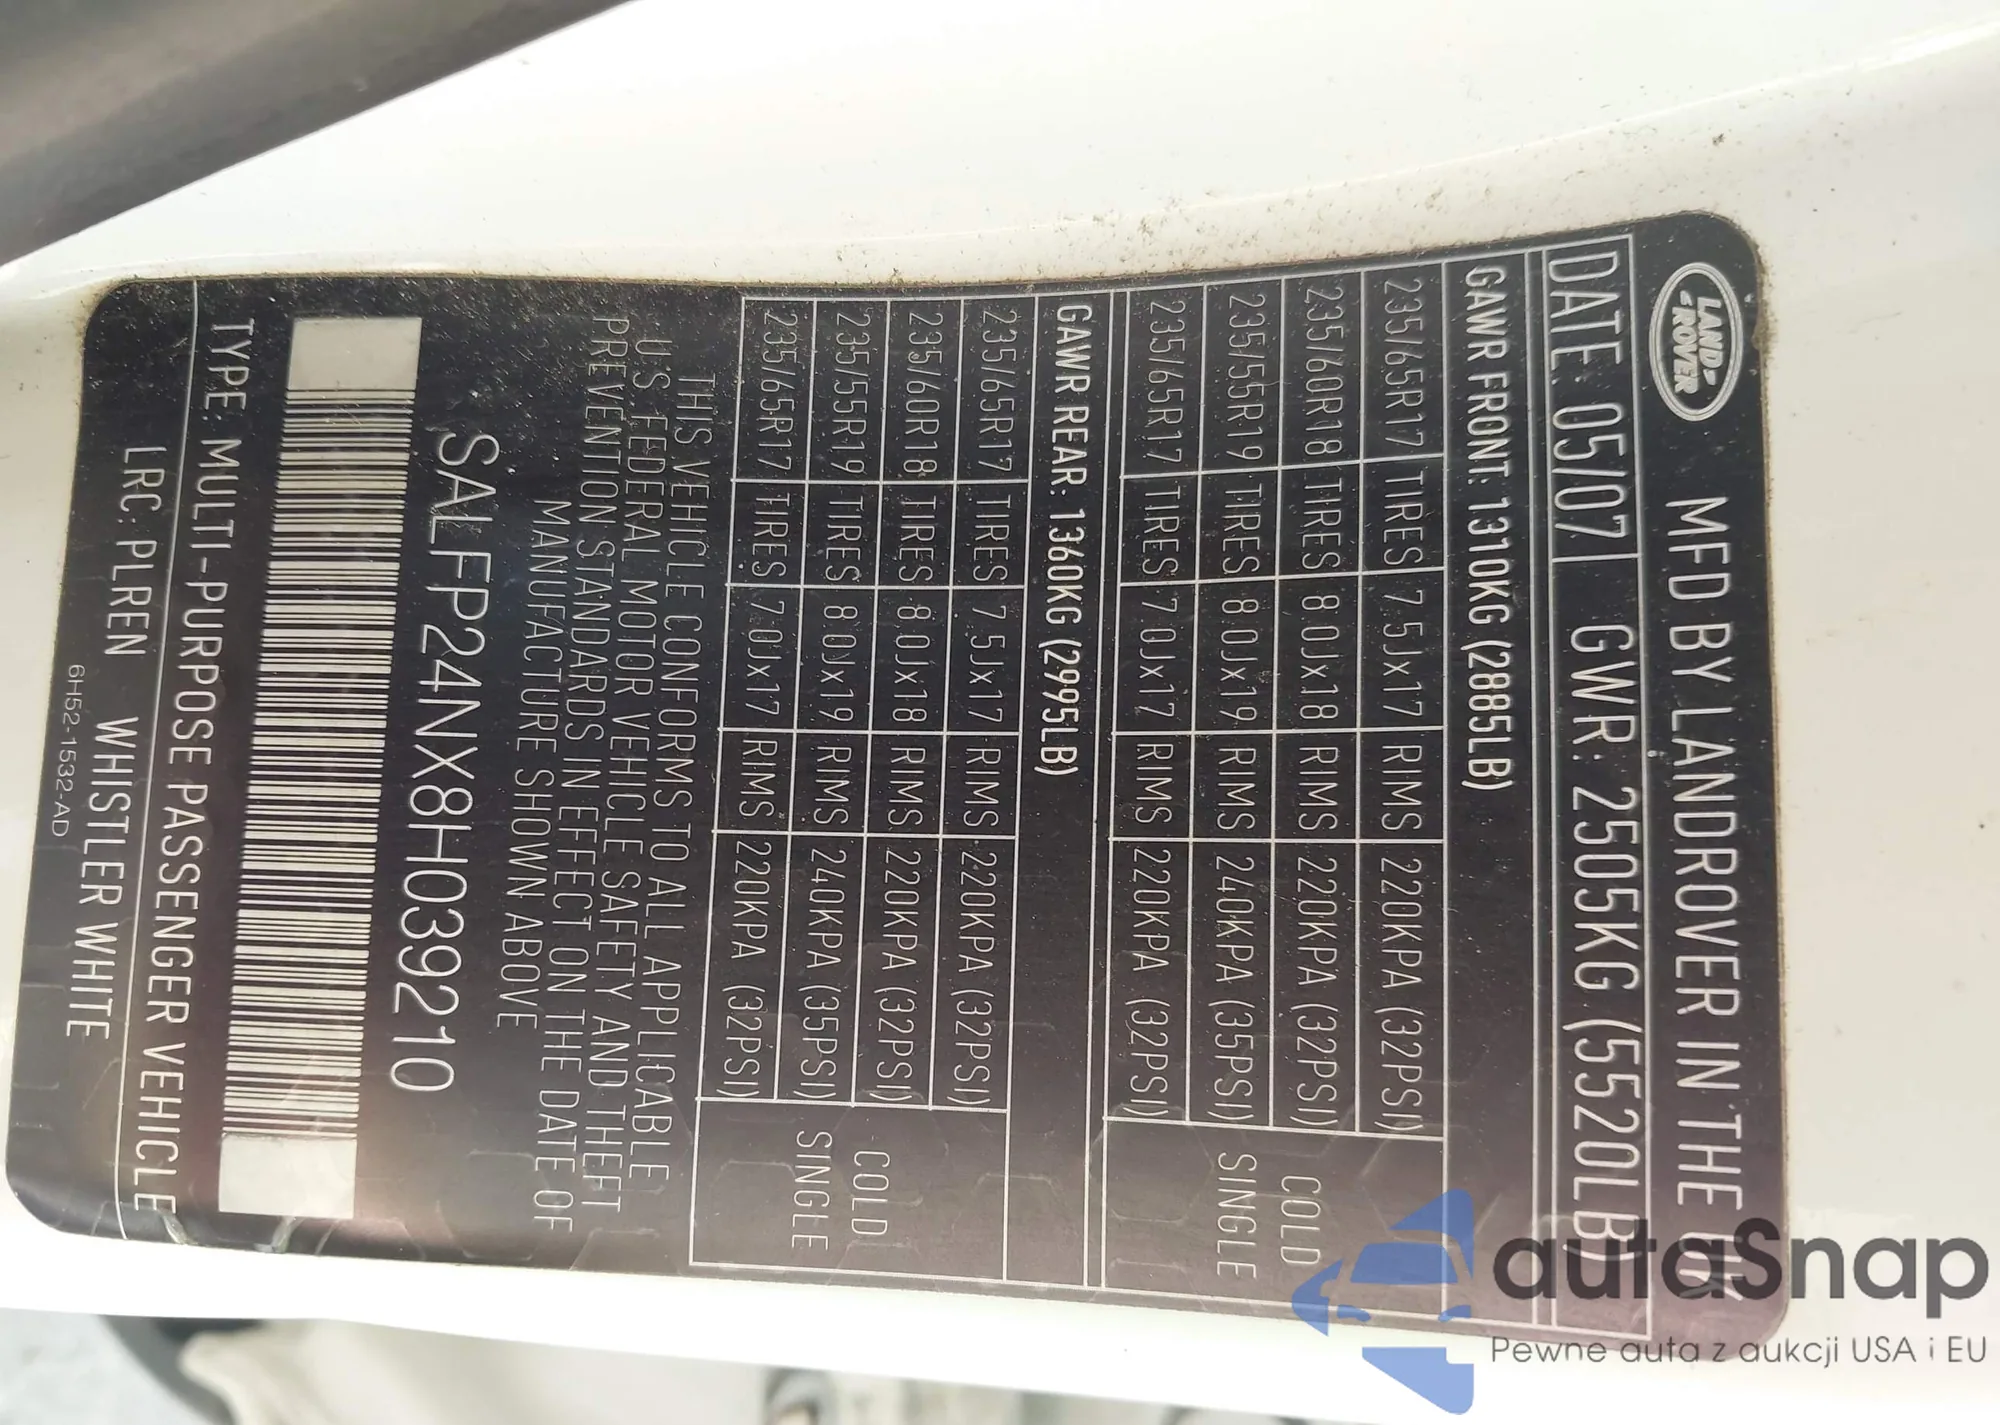 LAND-
-ROVER
MFD BY LANDROVER IN THE UK
DATE: 05/07 GWR: 2505KG (5520LB)
GAWR FRONT: 1310KG (2885LB)
235/65R17 TIRES 7.5Jx17 RIMS 220KPA (32PSI)
235/60R18 TIRES 8.0Jx18 RIMS 220KPA (32PSI)
235/55R19 TIRES 8.0Jx19 RIMS 240KPA (35PSI)
235/65R17 TIRES 7.0Jx17 RIMS 220KPA (32PSI)
COLD
SINGLE
GAWR REAR: 1360KG (2995LB)
235/65R17 TIRES 7.5Jx17 RIMS 220KPA (32PSI)
235/60R18 TIRES 8.0Jx18 RIMS 220KPA (32PSI)
235/55R19 TIRES 8.0Jx19 RIMS 240KPA (35PSI)
235/65R17 TIRES 7.0Jx17 RIMS 220KPA (32PSI)
COLD
SINGLE
THIS VEHICLE CONFORMS TO ALL APPLICABLE
U.S. FEDERAL MOTOR VEHICLE SAFETY AND THEFT
PREVENTION STANDARDS IN EFFECT ON THE DATE OF
MANUFACTURE SHOWN ABOVE
SALFP24NX8H039210
TYPE: MULTI-PURPOSE PASSENGER VEHICLE
LRC: PLREN WHISTLER WHITE
6H52-1532-AD
autaSnap
Pewne auta z aukcji USA i EU